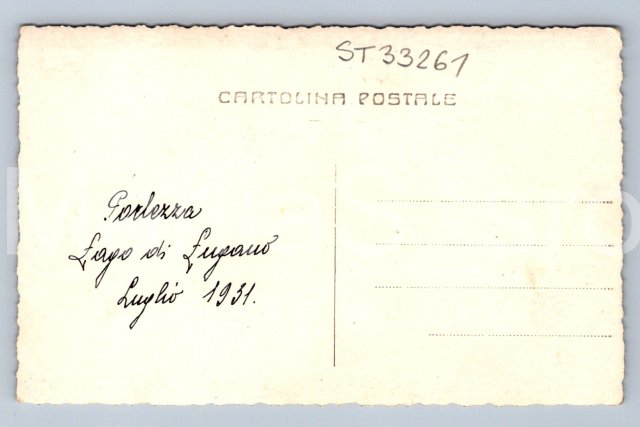 ST33261
CARTOLINA POSTALE
Porlezza
Lago di Lugano
Luglio 1931.